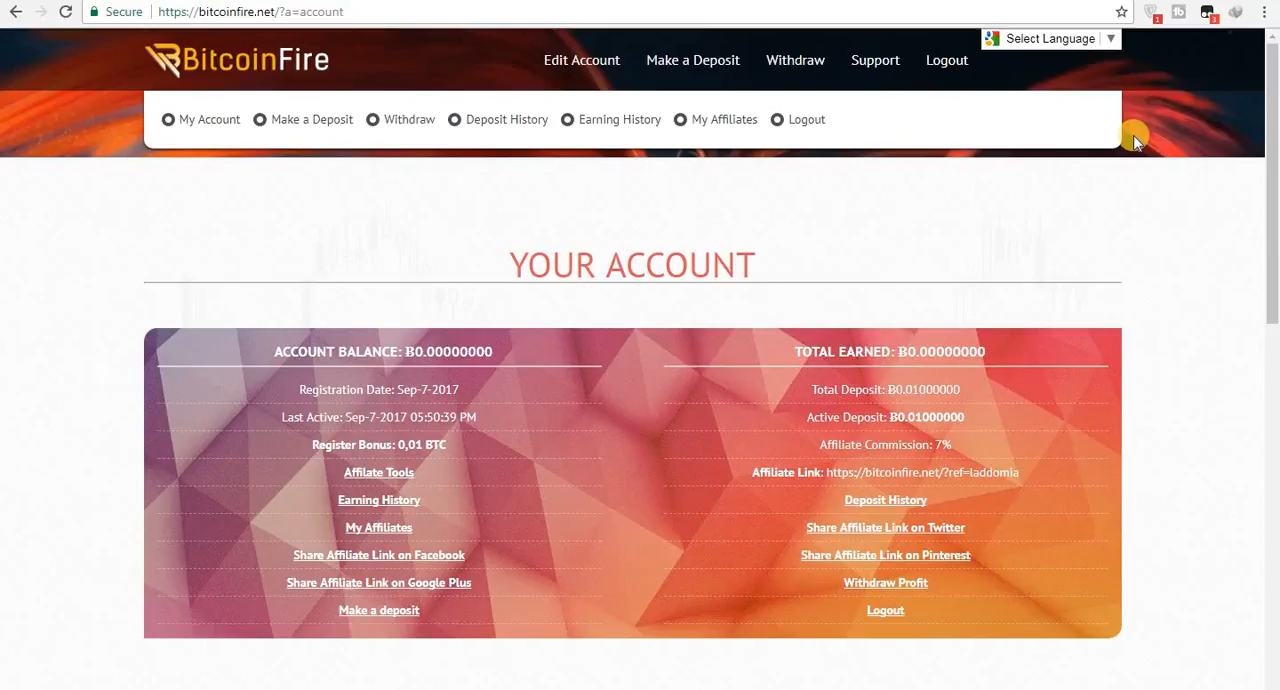 Secure https://bitcoinfire.net/?a=account
1 tb 3
Select Language ▼
BitcoinFire Edit Account Make a Deposit Withdraw Support Logout
My Account Make a Deposit Withdraw Deposit History Earning History My Affiliates Logout
YOUR ACCOUNT
ACCOUNT BALANCE: Ƀ0.00000000
Registration Date: Sep-7-2017
Last Active: Sep-7-2017 05:50:39 PM
Register Bonus: 0,01 BTC
Affilate Tools
Earning History
My Affiliates
Share Affiliate Link on Facebook
Share Affiliate Link on Google Plus
Make a deposit
TOTAL EARNED: Ƀ0.00000000
Total Deposit: Ƀ0.01000000
Active Deposit: Ƀ0.01000000
Affiliate Commission: 7%
Affiliate Link: https://bitcoinfire.net/?ref=laddomia
Deposit History
Share Affiliate Link on Twitter
Share Affiliate Link on Pinterest
Withdraw Profit
Logout